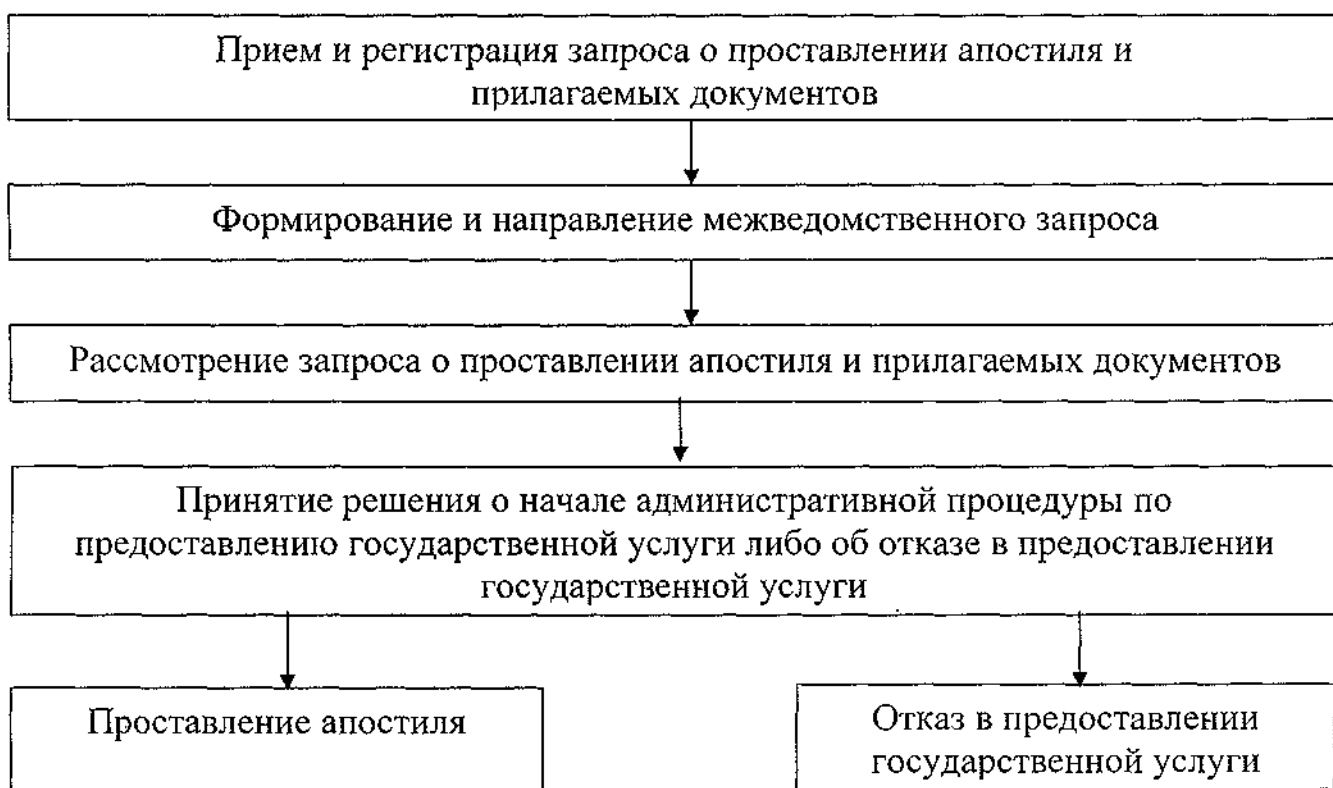 Прием и регистрация запроса о проставлении апостиля и
прилагаемых документов
Формирование и направление межведомственного запроса
Рассмотрение запроса о проставлении апостиля и прилагаемых документов
Принятие решения о начале административной процедуры по
предоставлению государственной услуги либо об отказе в предоставлении
государственной услуги
Проставление апостиля
Отказ в предоставлении
государственной услуги